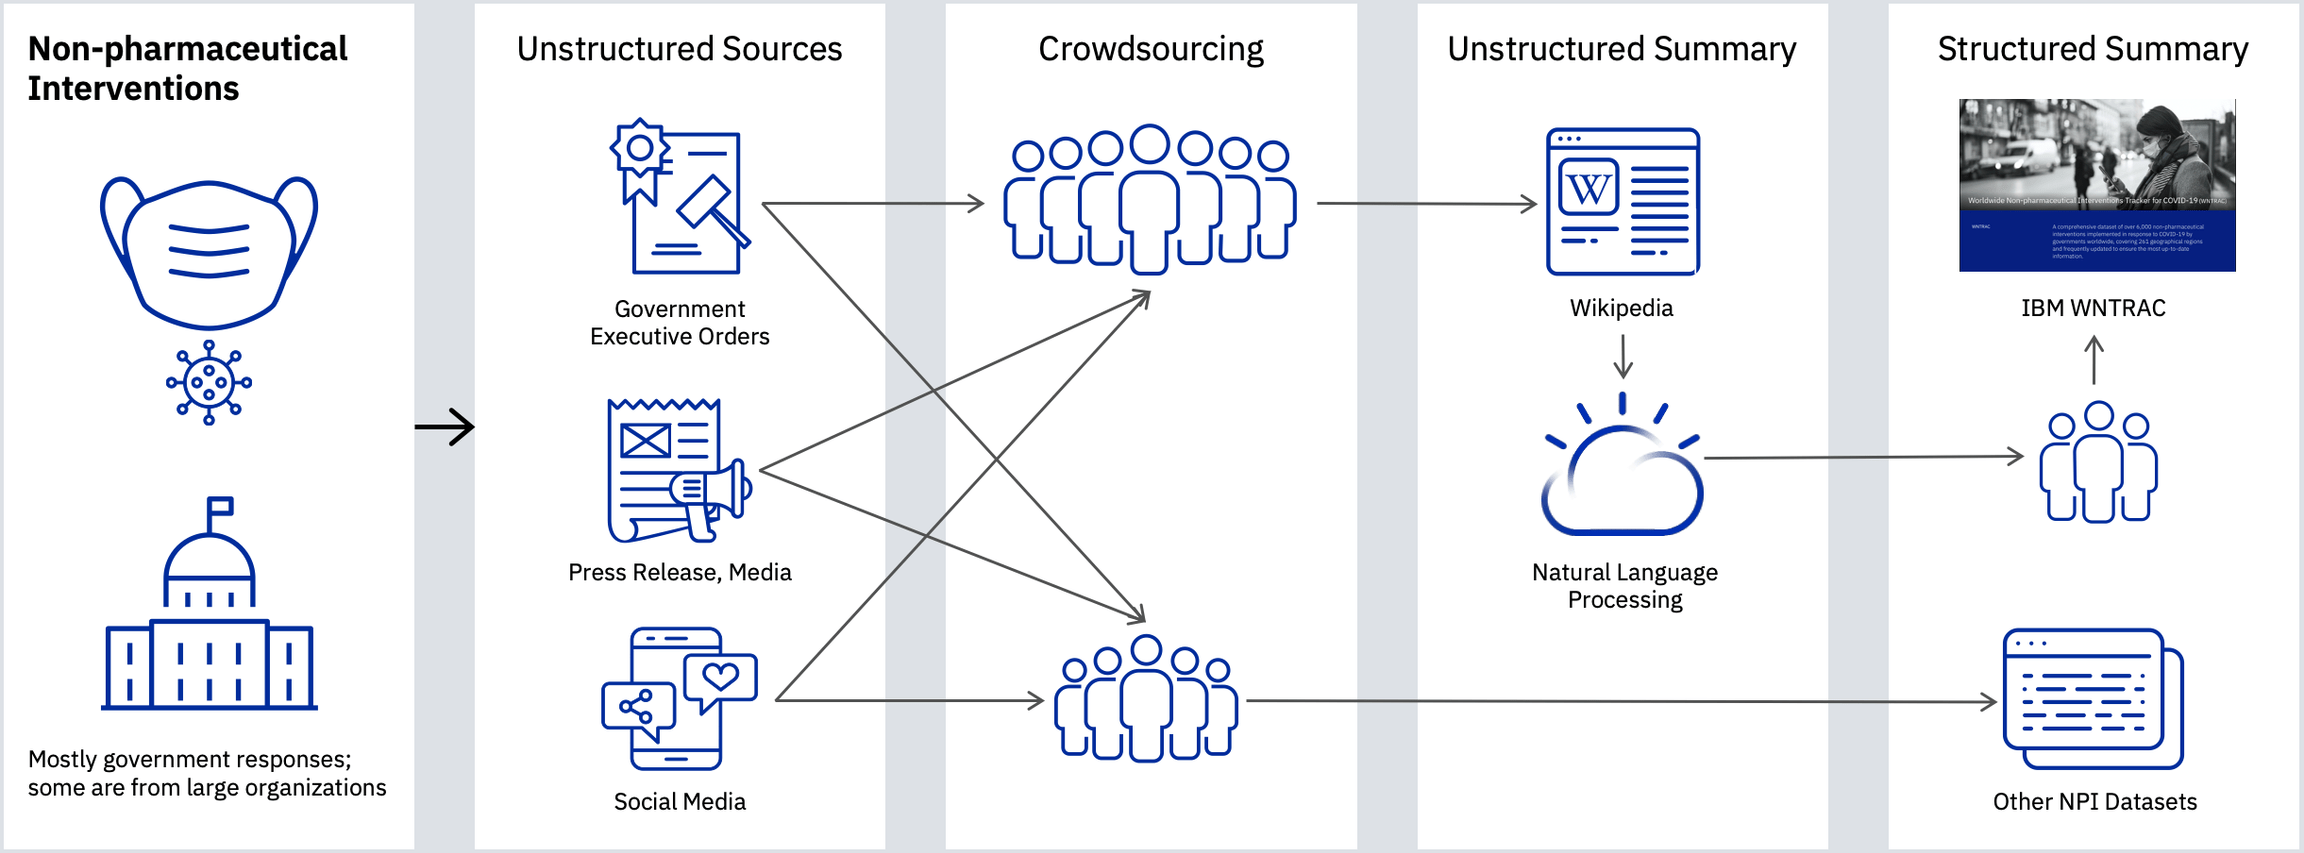 Non-pharmaceutical
Interventions
Mostly government responses;
some are from large organizations
Unstructured Sources
Government
Executive Orders
Press Release, Media
Social Media
Crowdsourcing
Unstructured Summary
W
Wikipedia
Natural Language
Processing
Structured Summary
Worldwide Non-pharmaceutical Interventions Tracker for COVID-19 (WNTRAC)
WNTRAC
A comprehensive dataset of over 6,000 non-pharmaceutical
interventions implemented in response to COVID-19 by
governments worldwide, covering 261 geographical regions
and frequently updated to ensure the most up-to-date
information.
IBM WNTRAC
Other NPI Datasets